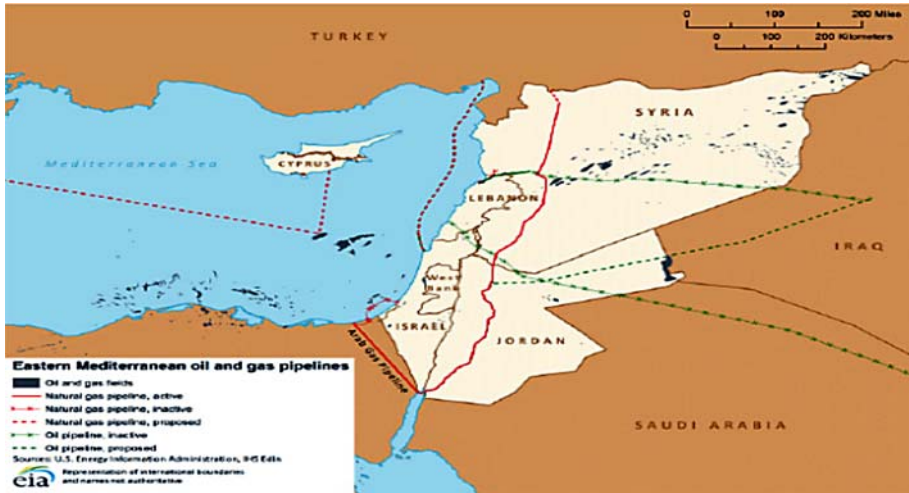 0 100 200 Miles
0 100 200 Kilometers
TURKEY
SYRIA
CYPRUS
Mediterranean Sea
LEBANON
IRAQ
West
Bank
ISRAEL
JORDAN
Arab Gas Pipeline
SAUDI ARABIA
Eastern Mediterranean oil and gas pipelines
Oil and gas fields
Natural gas pipeline, active
Natural gas pipeline, inactive
Natural gas pipeline, proposed
Oil pipeline, inactive
Oil pipeline, proposed
Sources: U.S. Energy Information Administration, IHS Edin
eia
Representation of international boundaries
and names not authoritative